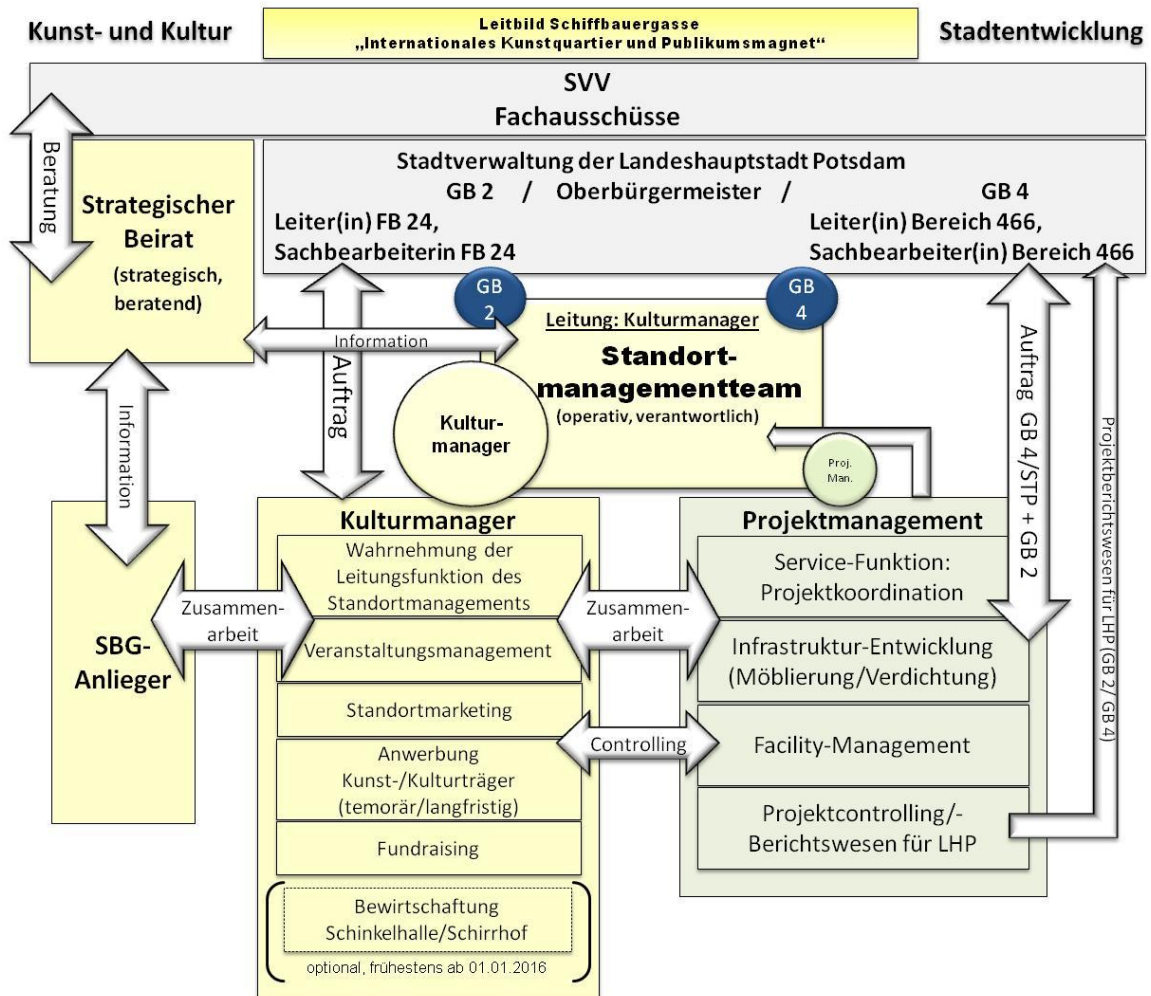 Kunst- und Kultur
Leitbild Schiffbauergasse
„Internationales Kunstquartier und Publikumsmagnet“
Stadtentwicklung
SVV
Fachausschüsse
Beratung
Strategischer
Beirat
(strategisch,
beratend)
Stadtverwaltung der Landeshauptstadt Potsdam
GB 2 / Oberbürgermeister / GB 4
Leiter(in) FB 24,
Sachbearbeiterin FB 24
Leiter(in) Bereich 466,
Sachbearbeiter(in) Bereich 466
GB
2
GB
4
Leitung: Kulturmanager
Standort-
managementteam
(operativ, verantwortlich)
Information
Auftrag
Kultur-
manager
Proj.
Man.
Information
Auftrag GB 4/STP + GB 2
Projektberichtswesen für LHP (GB 2/ GB 4)
SBG-
Anlieger
Zusammen-
arbeit
Kulturmanager
Wahrnehmung der
Leitungsfunktion des
Standortmanagements
Veranstaltungsmanagement
Standortmarketing
Anwerbung
Kunst-/Kulturträger
(temorär/langfristig)
Fundraising
Bewirtschaftung
Schinkelhalle/Schirrhof
optional, frühestens ab 01.01.2016
Zusammen-
arbeit
Controlling
Projektmanagement
Service-Funktion:
Projektkoordination
Infrastruktur-Entwicklung
(Möblierung/Verdichtung)
Facility-Management
Projektcontrolling/-
Berichtswesen für LHP